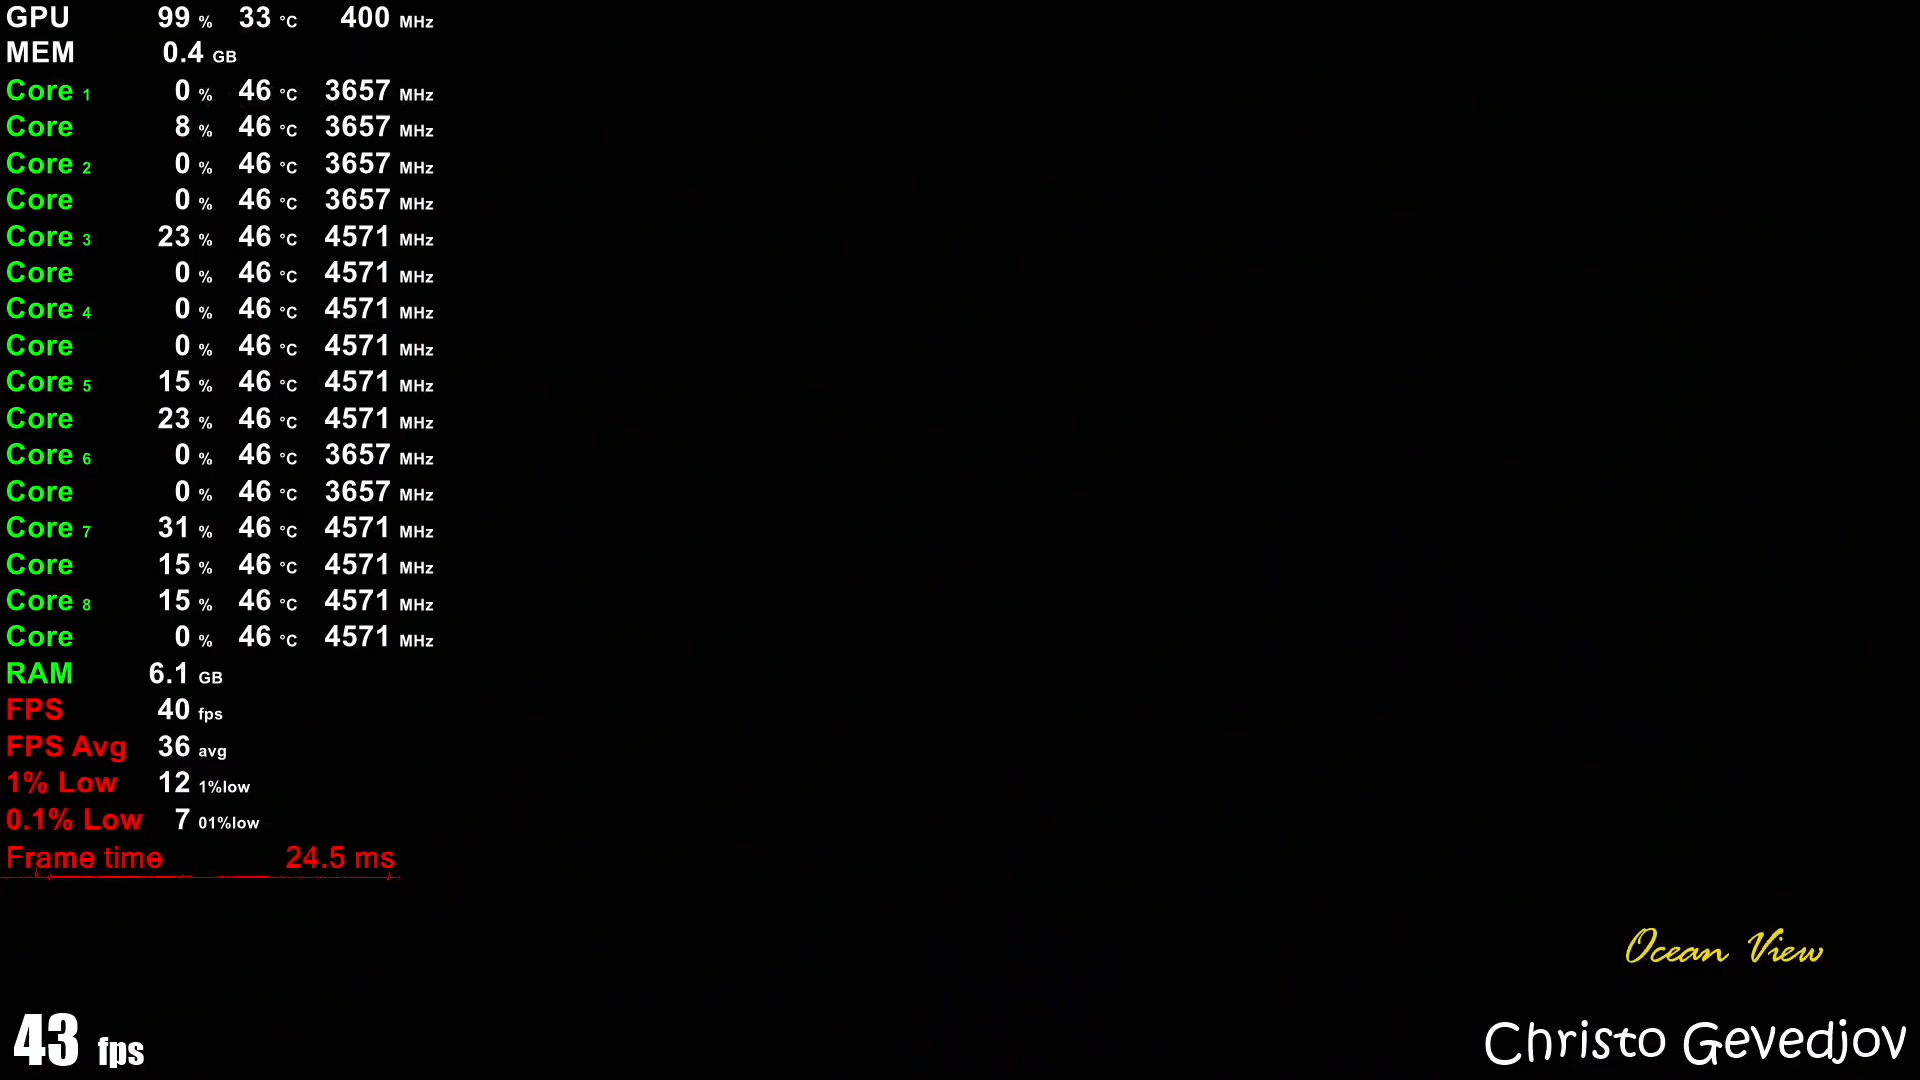 GPU 99 % 33 °C 400 MHz
MEM 0.4 GB
Core 1 0 % 46 °C 3657 MHz
Core 8 % 46 °C 3657 MHz
Core 2 0 % 46 °C 3657 MHz
Core 0 % 46 °C 3657 MHz
Core 3 23 % 46 °C 4571 MHz
Core 0 % 46 °C 4571 MHz
Core 4 0 % 46 °C 4571 MHz
Core 0 % 46 °C 4571 MHz
Core 5 15 % 46 °C 4571 MHz
Core 23 % 46 °C 4571 MHz
Core 6 0 % 46 °C 3657 MHz
Core 0 % 46 °C 3657 MHz
Core 7 31 % 46 °C 4571 MHz
Core 15 % 46 °C 4571 MHz
Core 8 15 % 46 °C 4571 MHz
Core 0 % 46 °C 4571 MHz
RAM 6.1 GB
FPS 40 fps
FPS Avg 36 avg
1% Low 12 1%low
0.1% Low 7 01%low
Frame time 24.5 ms
Ocean View
43 fps
Christo Gevedjov